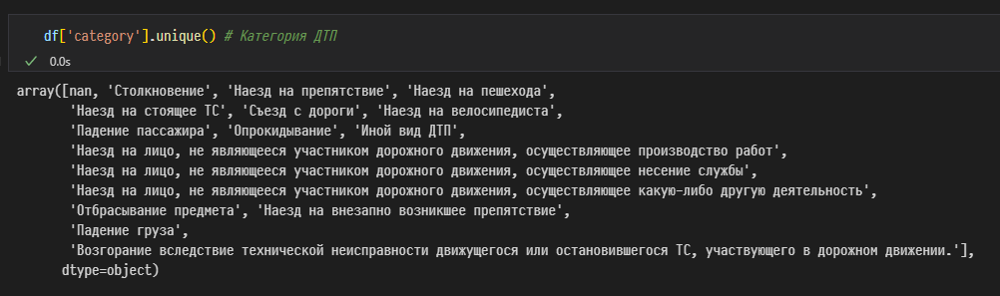 df['category'].unique() # Категория ДТП
0.0s
array([nan, 'Столкновение', 'Наезд на препятствие', 'Наезд на пешехода',
'Наезд на стоящее ТС', 'Съезд с дороги', 'Наезд на велосипедиста',
'Падение пассажира', 'Опрокидывание', 'Иной вид ДТП',
'Наезд на лицо, не являющееся участником дорожного движения, осуществляющее производство работ',
'Наезд на лицо, не являющееся участником дорожного движения, осуществляющее несение службы',
'Наезд на лицо, не являющееся участником дорожного движения, осуществляющее какую-либо другую деятельность',
'Отбрасывание предмета', 'Наезд на внезапно возникшее препятствие',
'Падение груза',
'Возгорание вследствие технической неисправности движущегося или остановившегося ТС, участвующего в дорожном движении.'],
dtype=object)